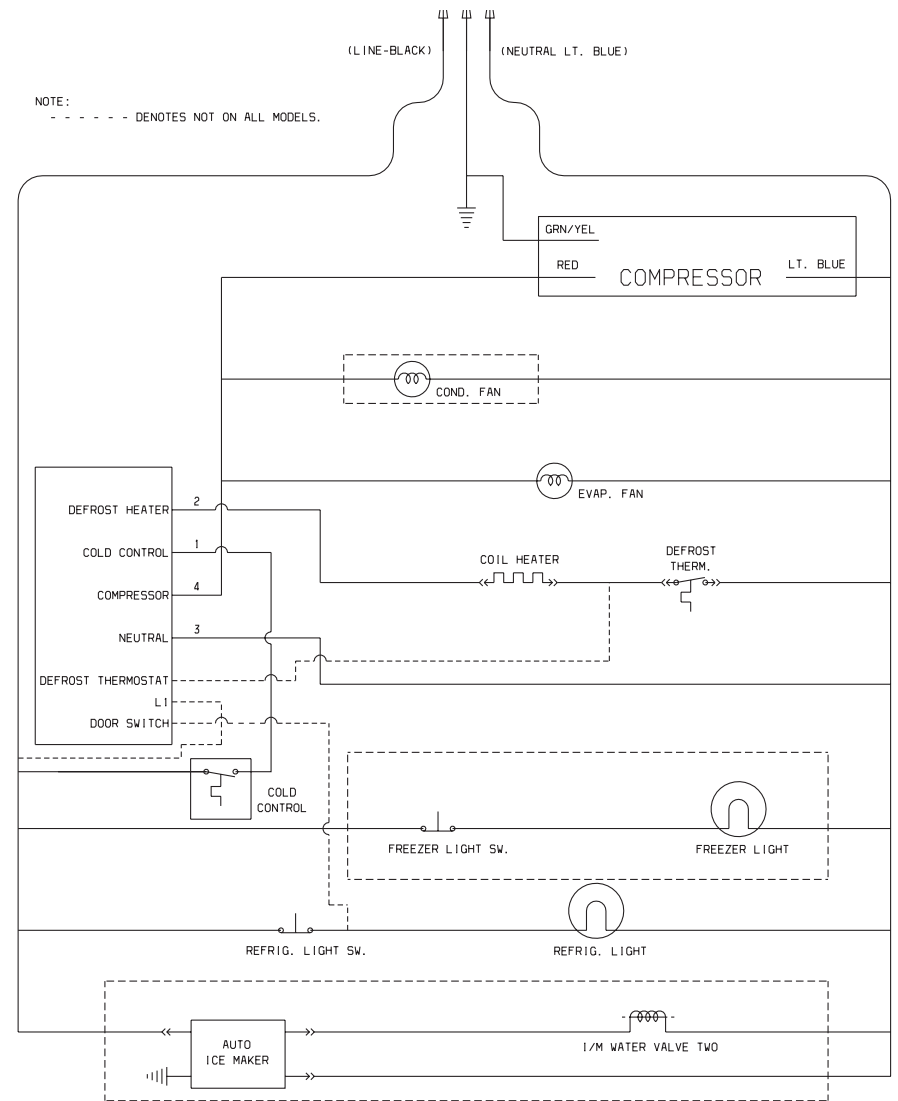 (LINE-BLACK)
(NEUTRAL LT. BLUE)
NOTE:
- - - - - - DENOTES NOT ON ALL MODELS.
GRN/YEL
RED
COMPRESSOR
LT. BLUE
COND. FAN
EVAP. FAN
DEFROST HEATER
2
COLD CONTROL
1
COMPRESSOR
4
NEUTRAL
3
DEFROST THERMOSTAT
L1
DOOR SWITCH
COIL HEATER
DEFROST
THERM.
COLD
CONTROL
FREEZER LIGHT SW.
FREEZER LIGHT
REFRIG. LIGHT SW.
REFRIG. LIGHT
AUTO
ICE MAKER
I/M WATER VALVE TWO